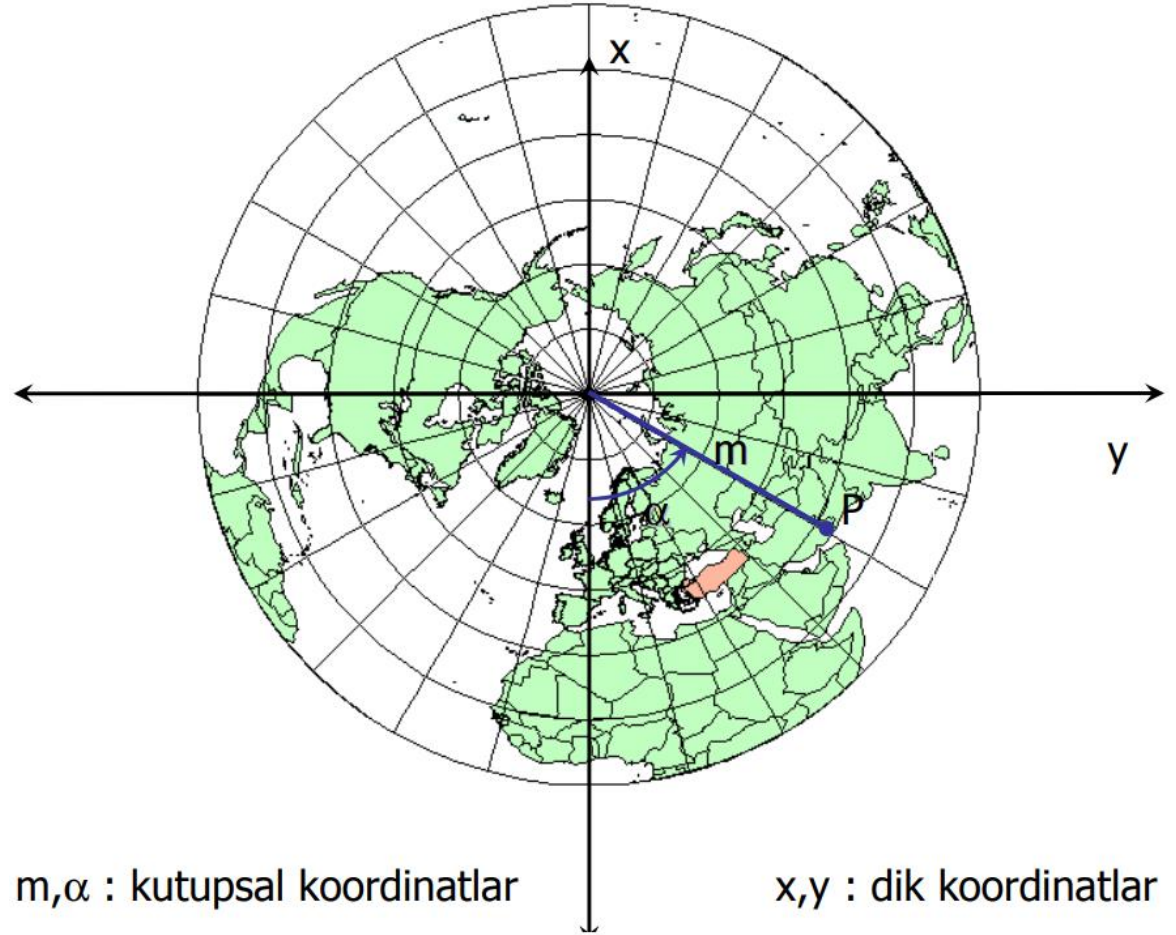 x
y
m
α
P
m,α : kutupsal koordinatlar
x,y : dik koordinatlar